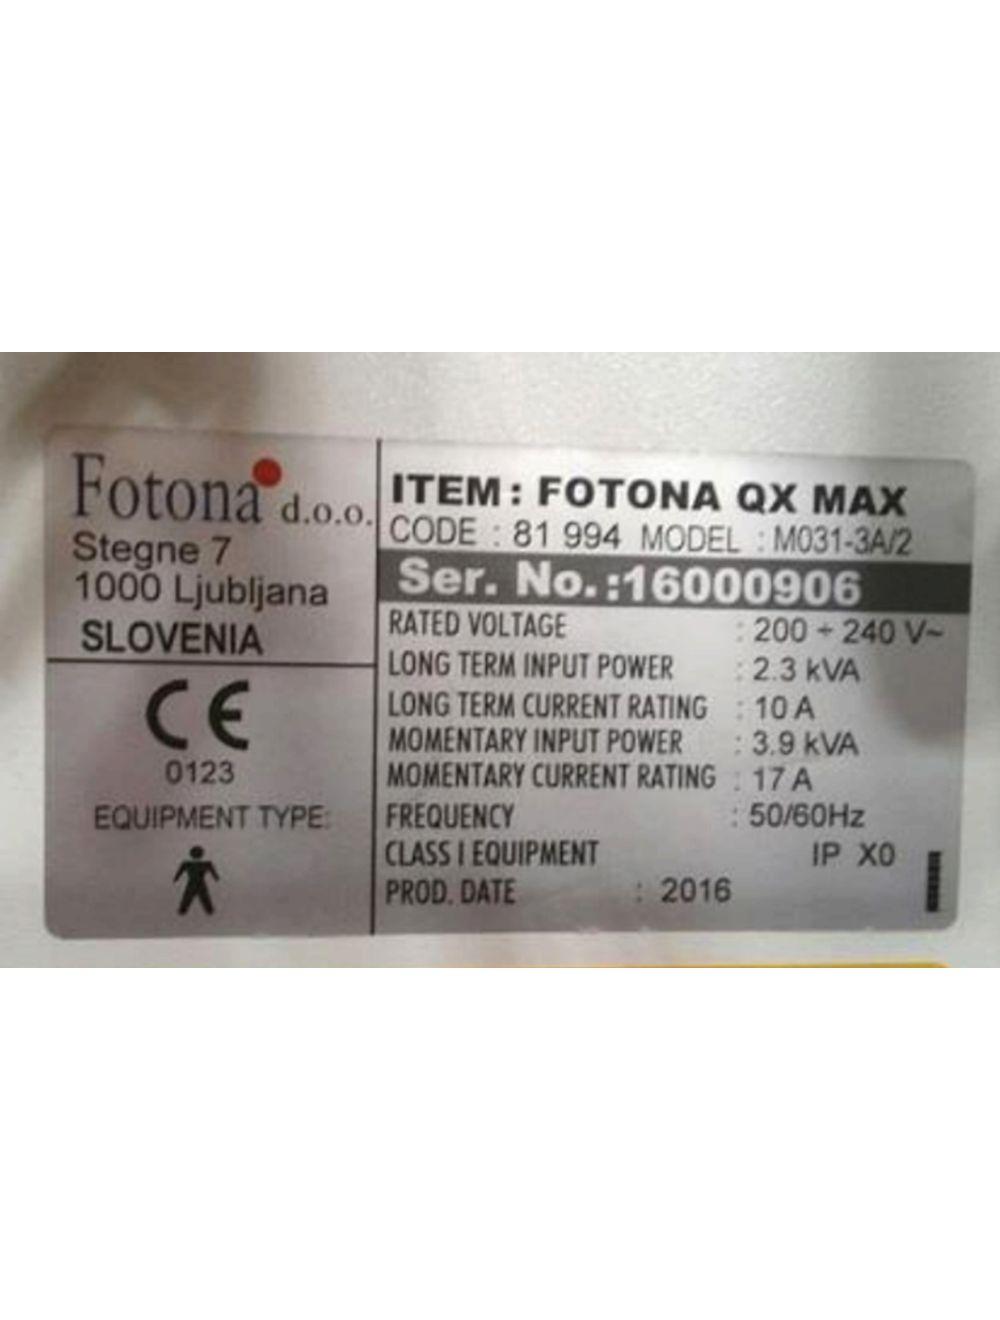 Fotona d.o.o.
Stegne 7
1000 Ljubljana
SLOVENIA
CE
0123
EQUIPMENT TYPE:
ITEM: FOTONA QX MAX
CODE : 81 994 MODEL : M031-3A/2
Ser. No.:16000906
RATED VOLTAGE : 200 ÷ 240 V~
LONG TERM INPUT POWER : 2.3 kVA
LONG TERM CURRENT RATING : 10 A
MOMENTARY INPUT POWER : 3.9 kVA
MOMENTARY CURRENT RATING : 17 A
FREQUENCY : 50/60Hz
CLASS I EQUIPMENT IP X0
PROD. DATE : 2016